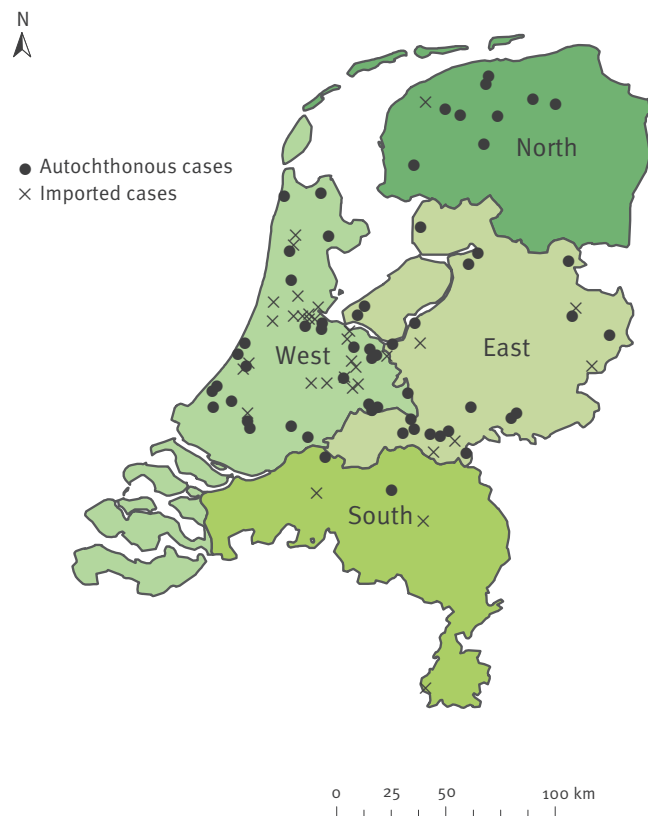 N
Autochthonous cases
Imported cases
North
West
East
South
0 25 50 100 km